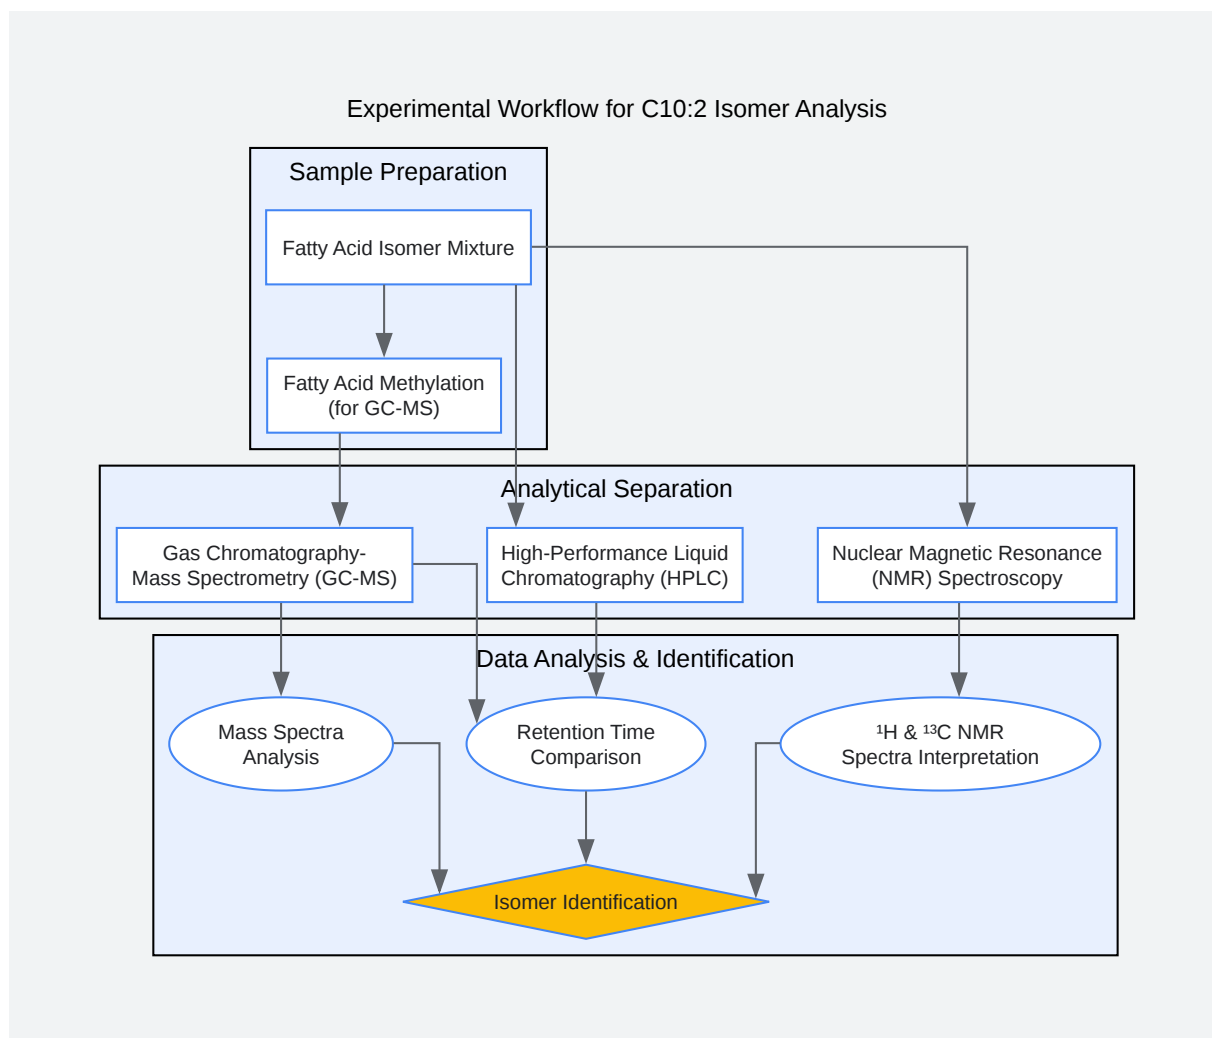 Experimental Workflow for C10:2 Isomer Analysis
Sample Preparation
Fatty Acid Isomer Mixture
Fatty Acid Methylation
(for GC-MS)
Analytical Separation
Gas Chromatography-
Mass Spectrometry (GC-MS)
High-Performance Liquid
Chromatography (HPLC)
Nuclear Magnetic Resonance
(NMR) Spectroscopy
Data Analysis & Identification
Mass Spectra
Analysis
Retention Time
Comparison
¹H & ¹³C NMR
Spectra Interpretation
Isomer Identification